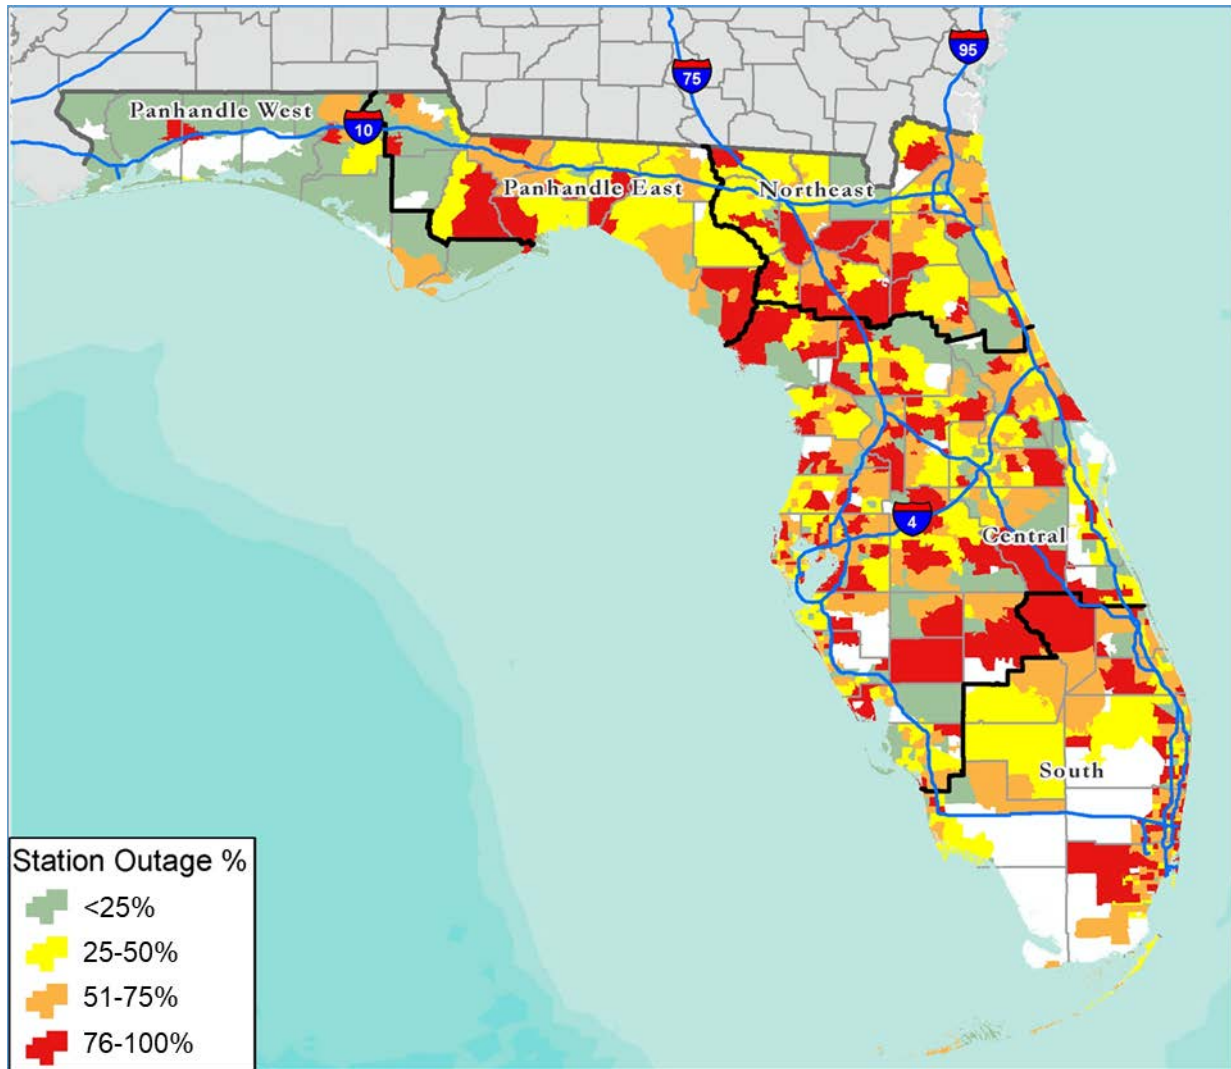 95
75
Panhandle West
10
Panhandle East
Northeast
4
Central
South
Station Outage %
<25%
25-50%
51-75%
76-100%